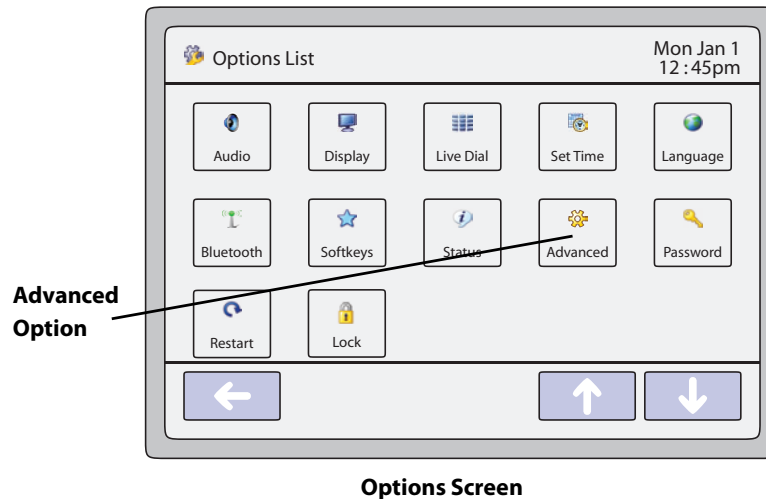 Options List
Mon Jan 1
12 : 45pm
Audio
Display
Live Dial
Set Time
Language
Bluetooth
Softkeys
Status
Advanced
Password
Advanced
Option
Restart
Lock
Options Screen